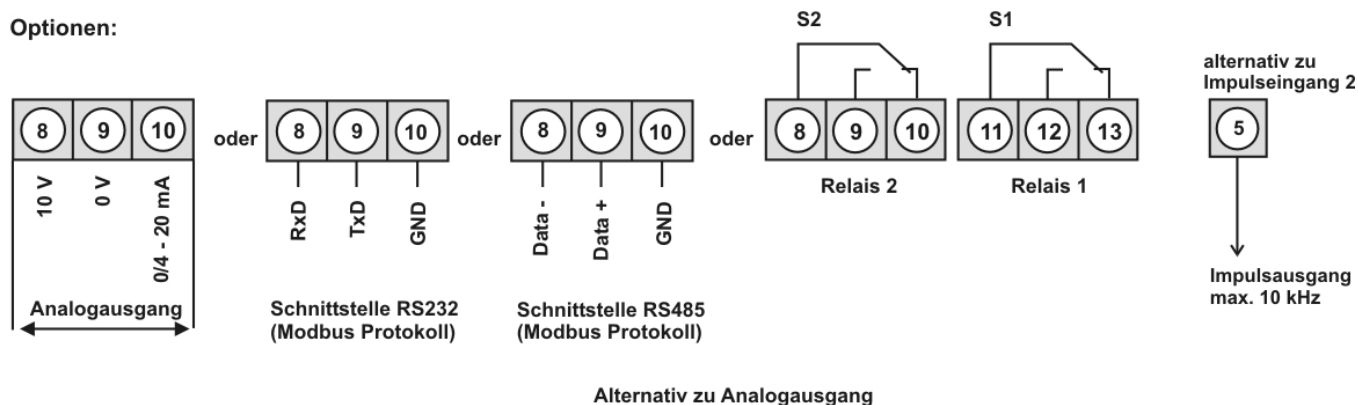 Optionen:
S2
S1
alternativ zu
Impulseingang 2
8 9 10 oder 8 9 10 oder 8 9 10 oder 8 9 10 11 12 13 5
Relais 2
Relais 1
10 V
0 V
0/4 - 20 mA
RxD
TxD
GND
Data -
Data +
GND
Analogausgang
Schnittstelle RS232
(Modbus Protokoll)
Schnittstelle RS485
(Modbus Protokoll)
Impulsausgang
max. 10 kHz
Alternativ zu Analogausgang